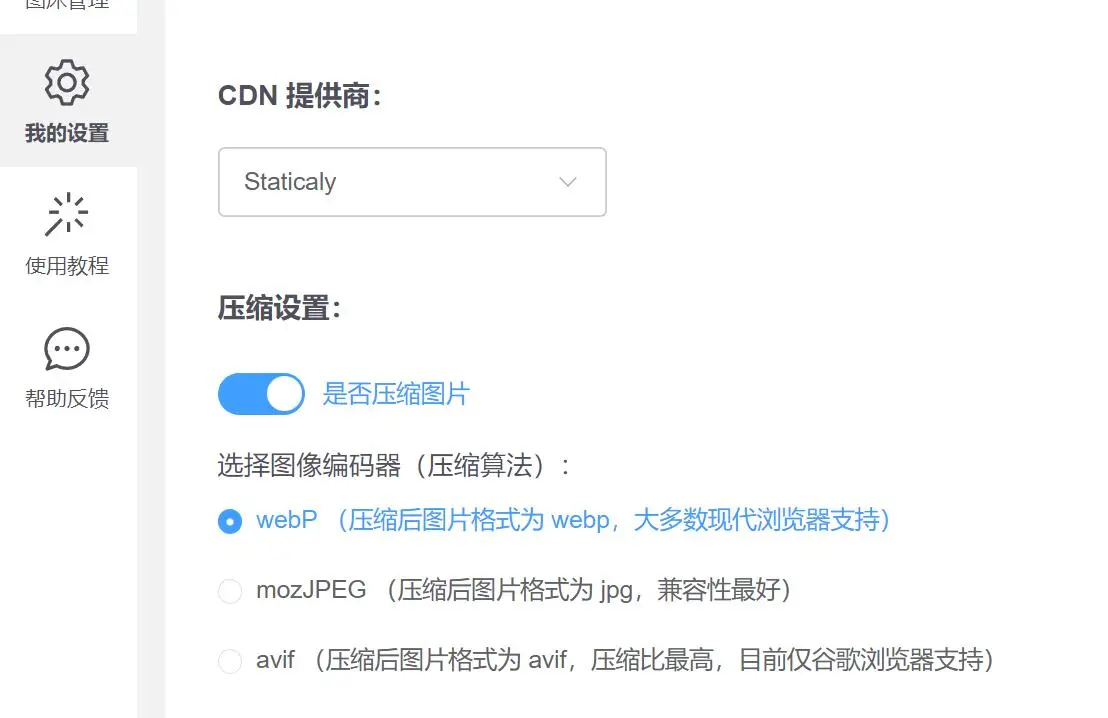 图床管理
我的设置
使用教程
帮助反馈
CDN 提供商：
Staticaly
压缩设置：
是否压缩图片
选择图像编码器（压缩算法）：
webP （压缩后图片格式为 webp，大多数现代浏览器支持）
mozJPEG （压缩后图片格式为 jpg，兼容性最好）
avif （压缩后图片格式为 avif，压缩比最高，目前仅谷歌浏览器支持）